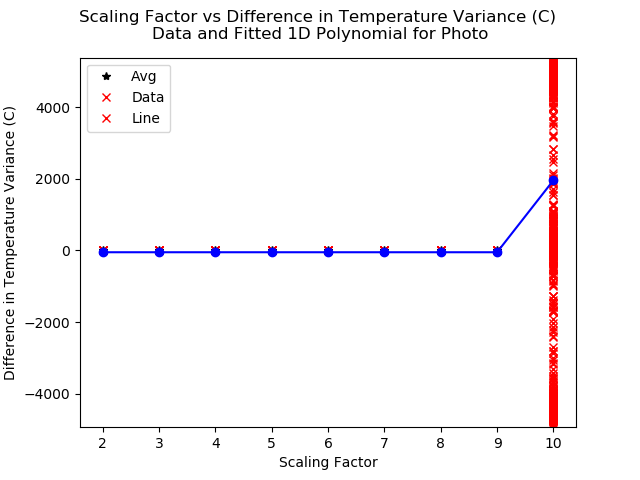 Scaling Factor vs Difference in Temperature Variance (C)
Data and Fitted 1D Polynomial for Photo
Difference in Temperature Variance (C)
4000
2000
0
−2000
−4000
Avg
Data
Line
2 3 4 5 6 7 8 9 10
Scaling Factor